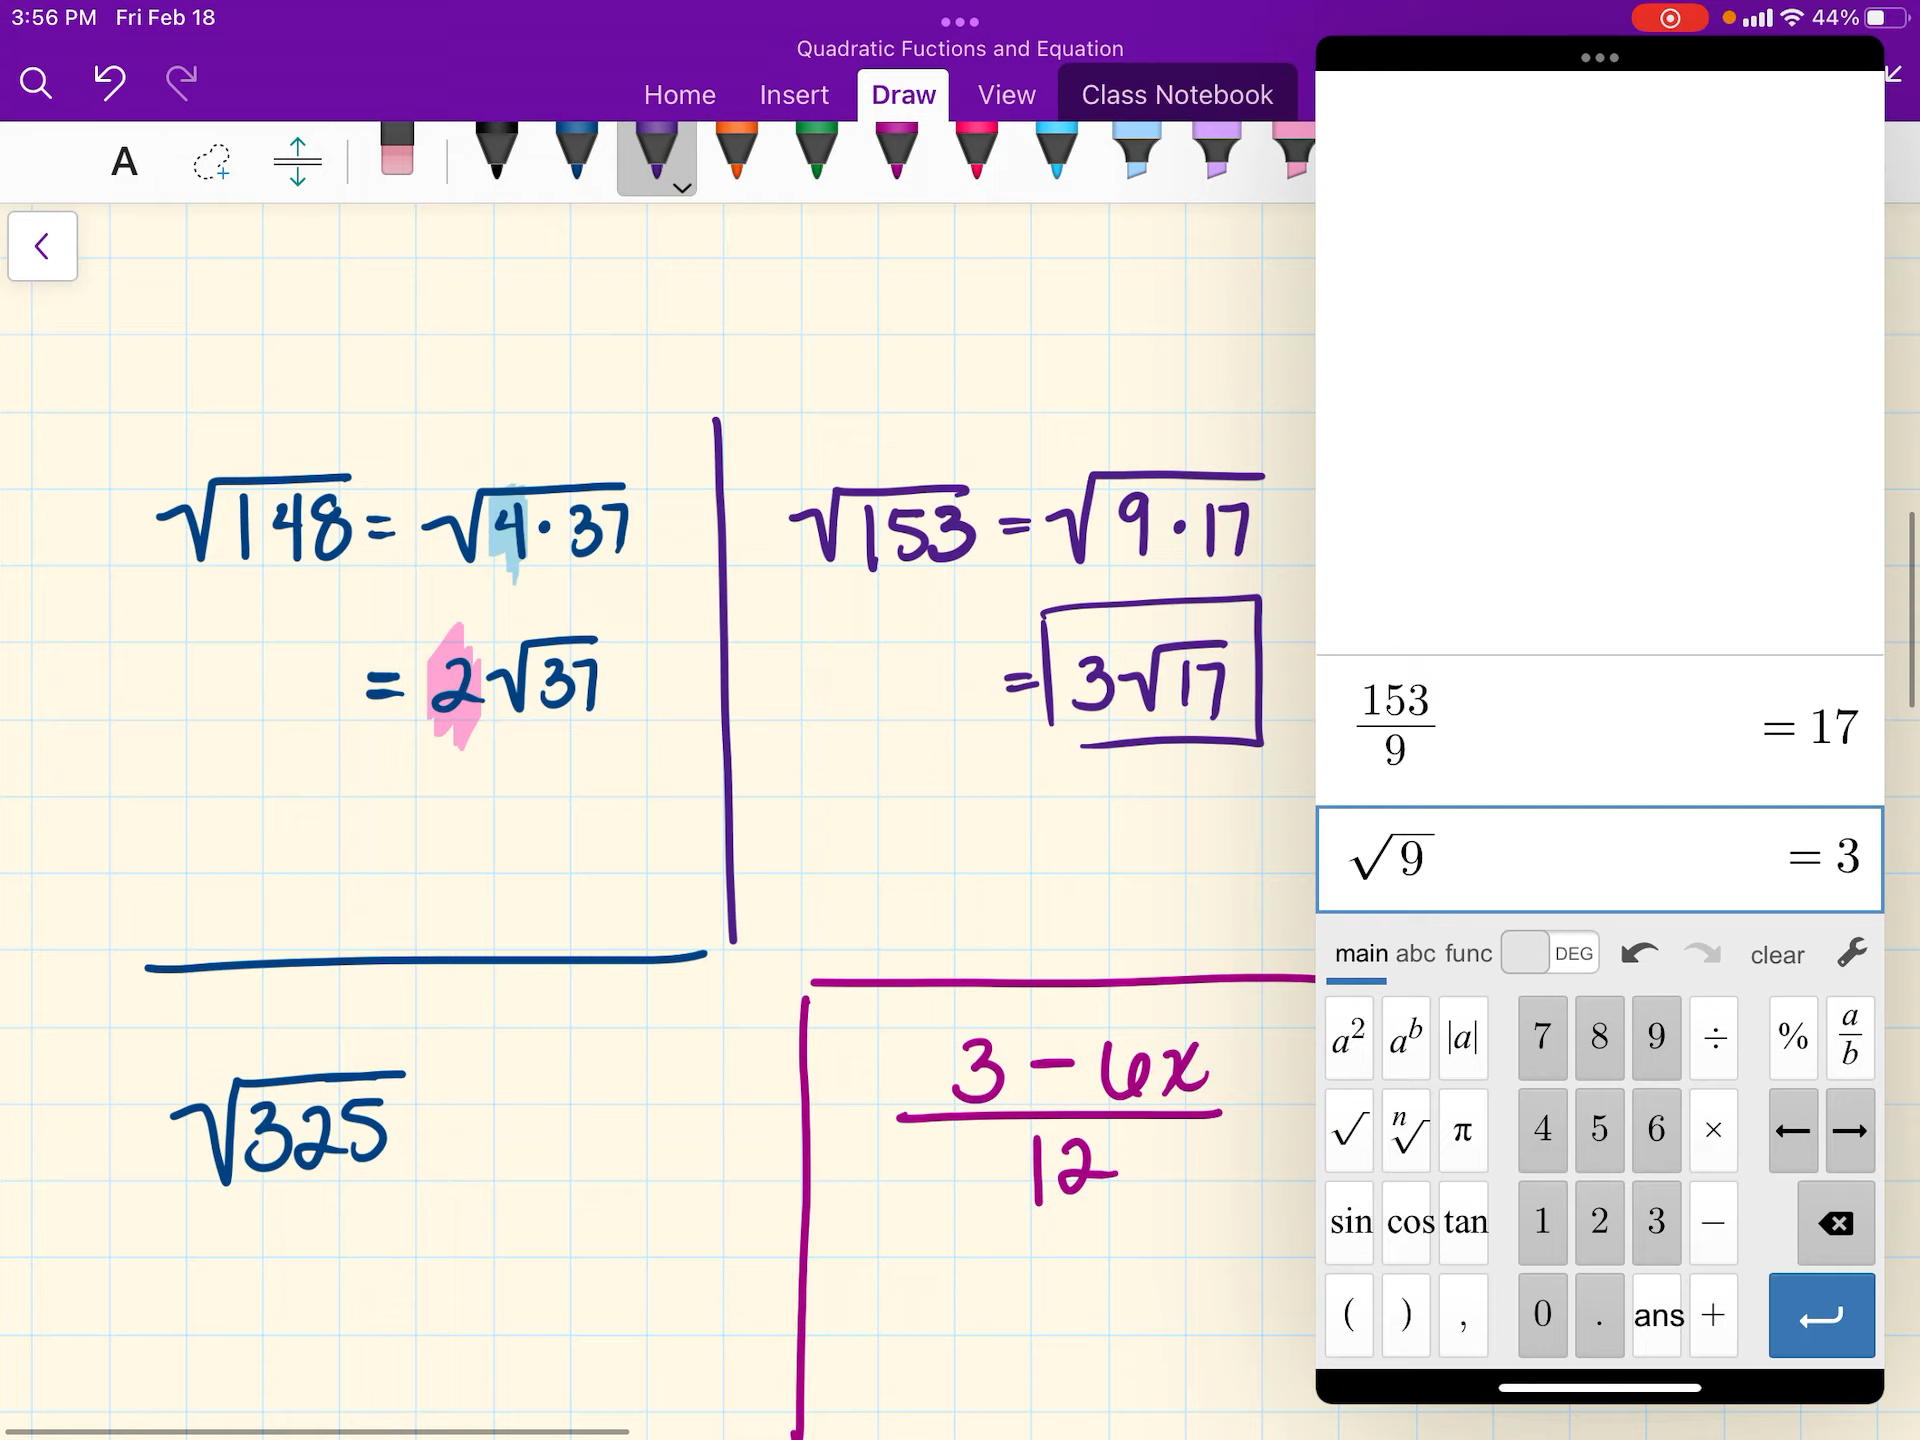 3:56 PM Fri Feb 18
44%
Quadratic Fuctions and Equation
Home Insert Draw View Class Notebook
A
√148 = √4·37
= 2√37
√153 = √9·17
= 3√17
√325
3 - 6x
12
153
9
= 17
√9 = 3
main abc func DEG clear
a² aᵇ |a| 7 8 9 ÷ % a/b
√ ⁿ√ π 4 5 6 × ← →
sin cos tan 1 2 3 −
( ) , 0 . ans +